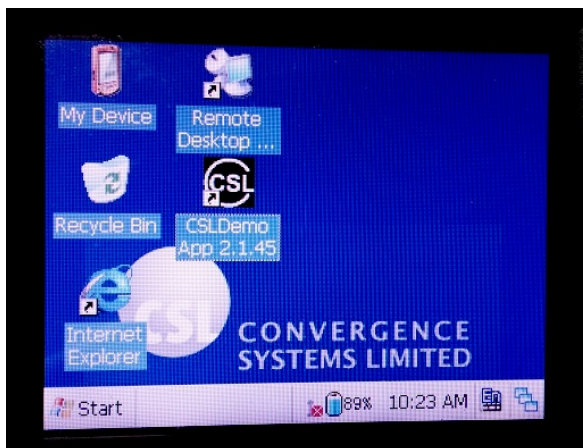 My Device
Remote
Desktop ...
Recycle Bin
CSL
CSLDemo
App 2.1.45
Internet
Explorer
CSL
CONVERGENCE
SYSTEMS LIMITED
Start
89%
10:23 AM